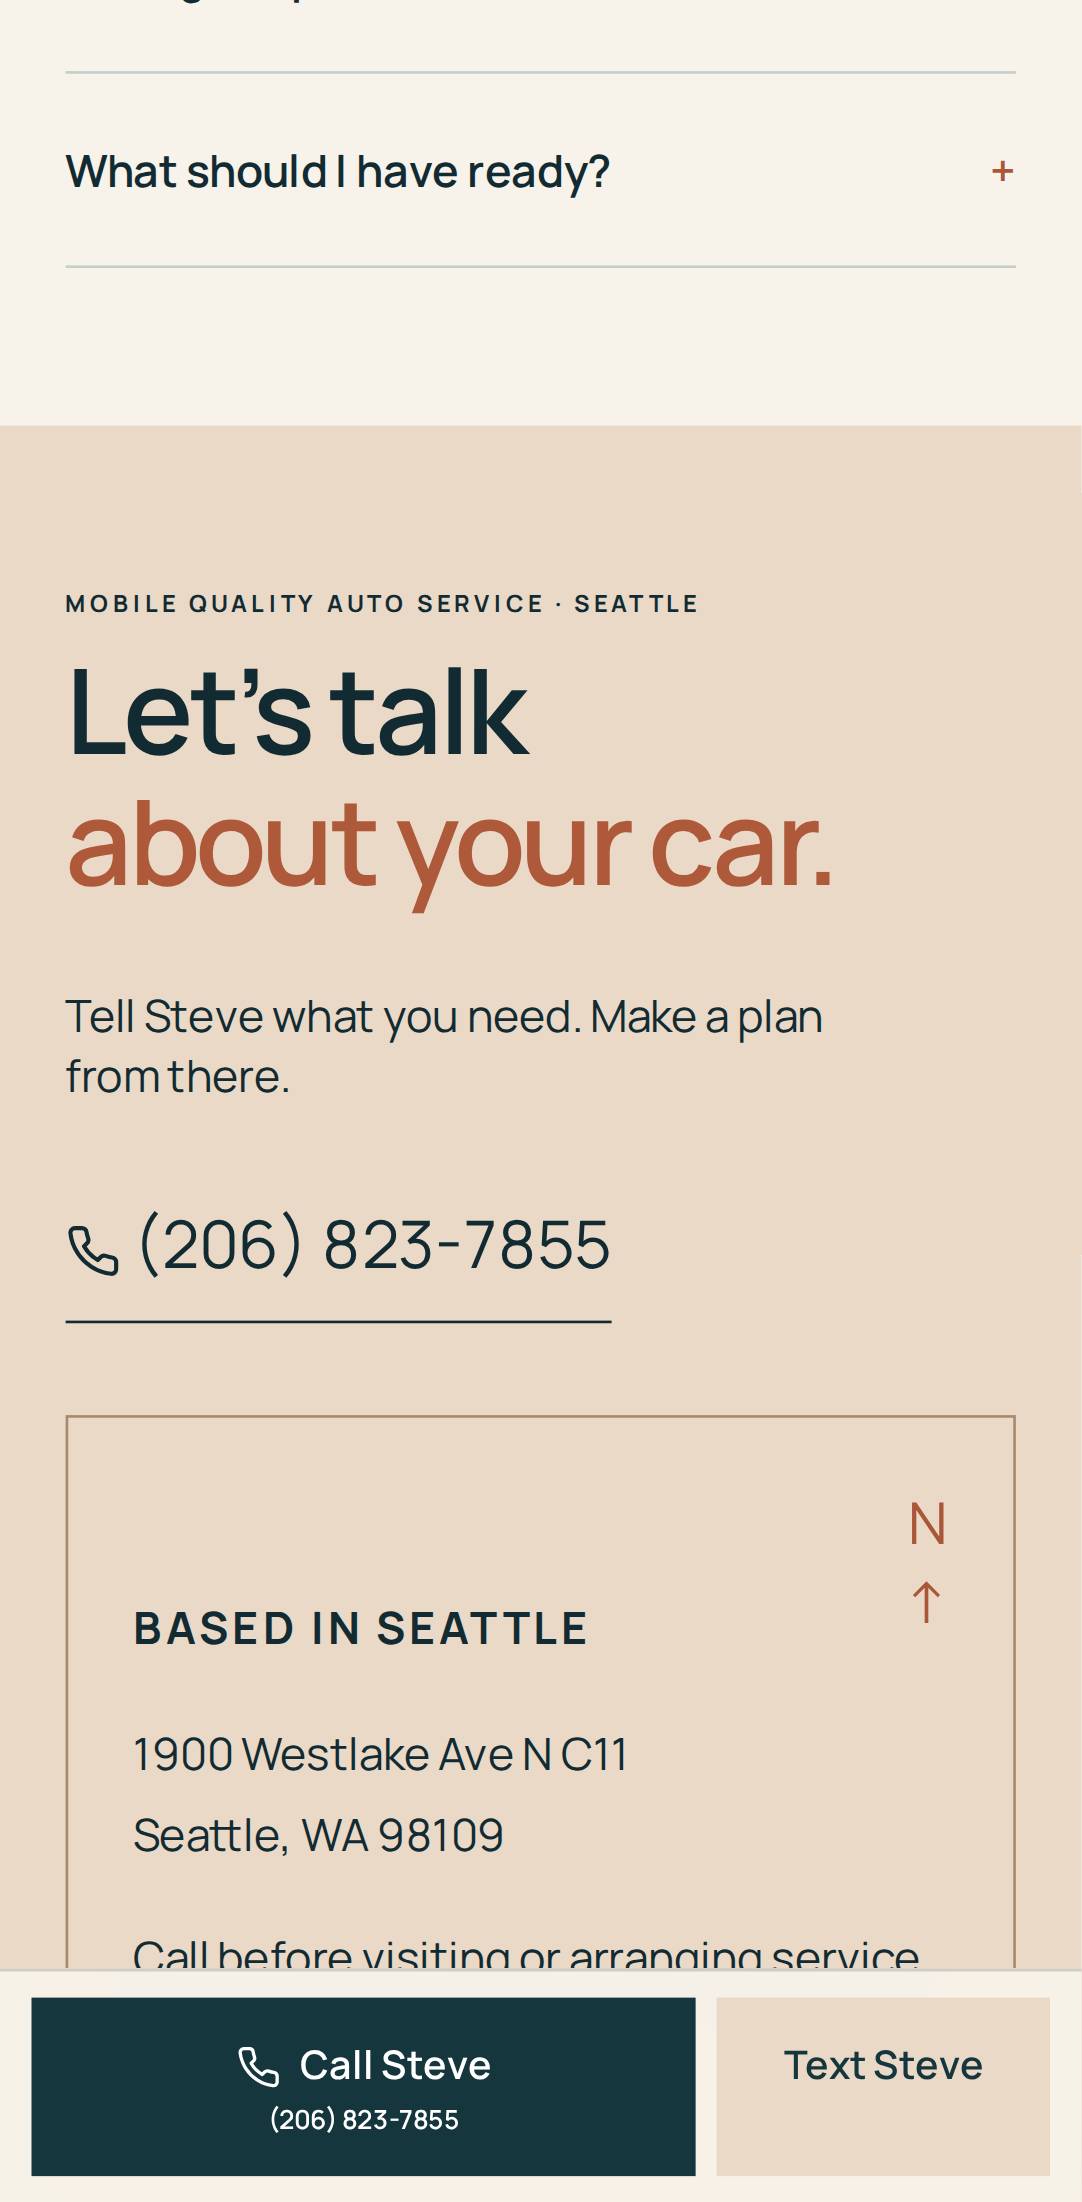 What should I have ready? +
MOBILE QUALITY AUTO SERVICE · SEATTLE
Let’s talk
about your car.
Tell Steve what you need. Make a plan
from there.
(206) 823-7855
N
↑
BASED IN SEATTLE
1900 Westlake Ave N C11
Seattle, WA 98109
Call before visiting or arranging service
Call Steve
(206) 823-7855
Text Steve